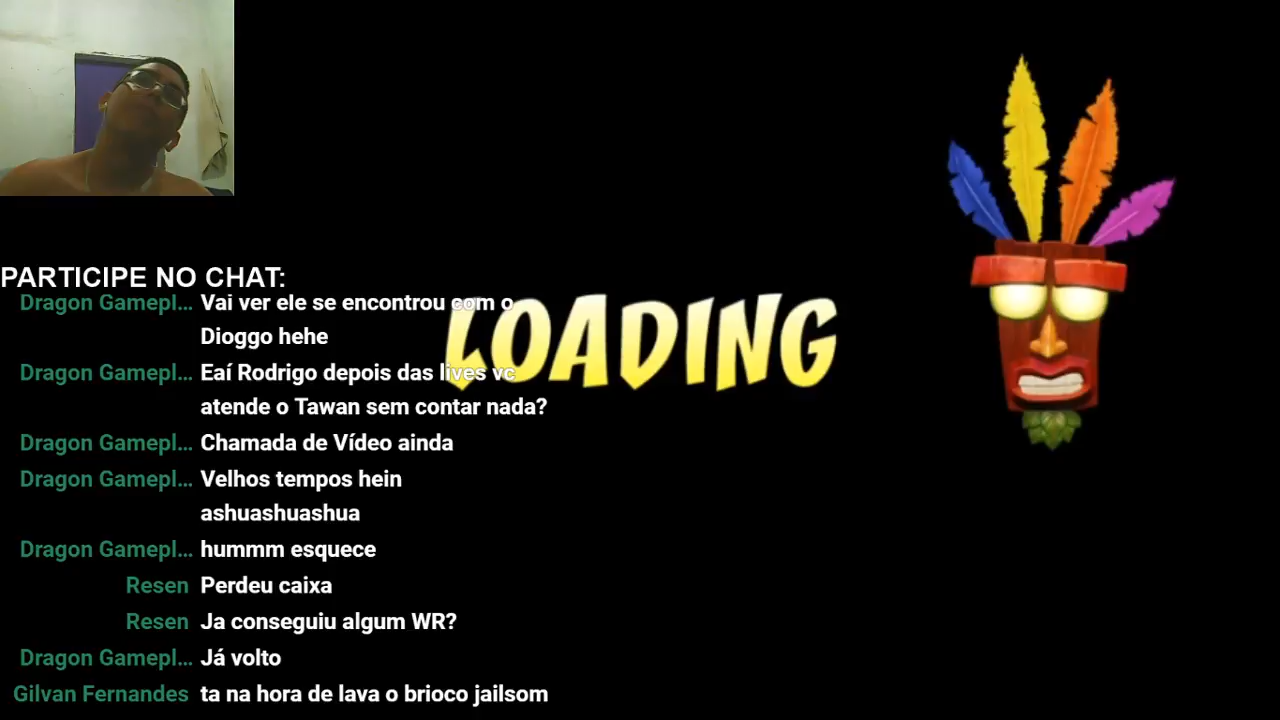 PARTICIPE NO CHAT:
Dragon Gamepl... Vai ver ele se encontrou com o
Dioggo hehe
LOADING
Dragon Gamepl... Eaí Rodrigo depois das lives vc
atende o Tawan sem contar nada?
Dragon Gamepl... Chamada de Vídeo ainda
Dragon Gamepl... Velhos tempos hein
ashuashuashua
Dragon Gamepl... hummm esquece
Resen Perdeu caixa
Resen Ja conseguiu algum WR?
Dragon Gamepl... Já volto
Gilvan Fernandes ta na hora de lava o brioco jailsom